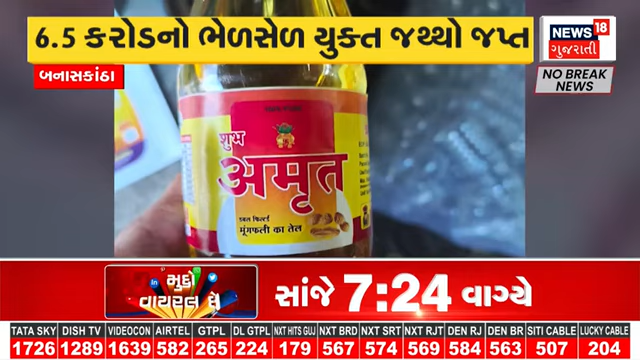 6.5 કરોડનો ભેળસેળ યુક્ત જથ્થો જપ્ત
NEWS 18
ગુજરાતી
બનાસકાંઠા
NO BREAK
NEWS
शुभ
अमृत
डबल फिल्टर्ड
मूंगफली का तेल
મુદ્દો
વાયરલ છે
સાંજે 7:24 વાગ્યે
TATA SKY DISH TV VIDEOCON AIRTEL GTPL DL GTPL NXT HITS GUJ NXT BRD NXT SRT NXT RJT DEN RJ DEN BR SITI CABLE LUCKY CABLE
1726 1289 1639 582 265 224 179 567 574 569 584 563 507 204